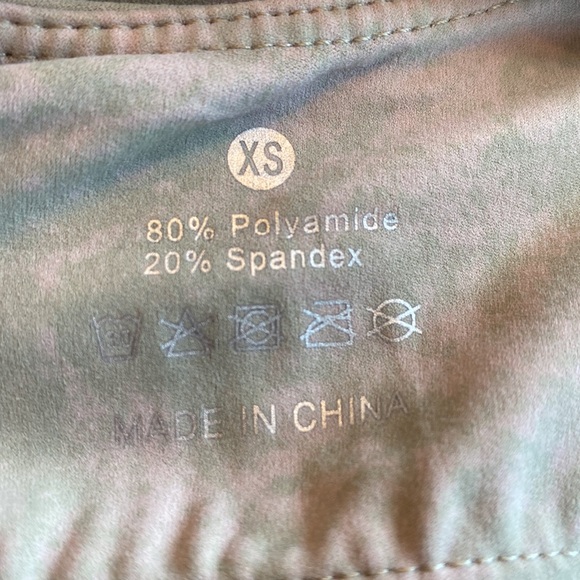 XS
80% Polyamide
20% Spandex
MADE IN CHINA